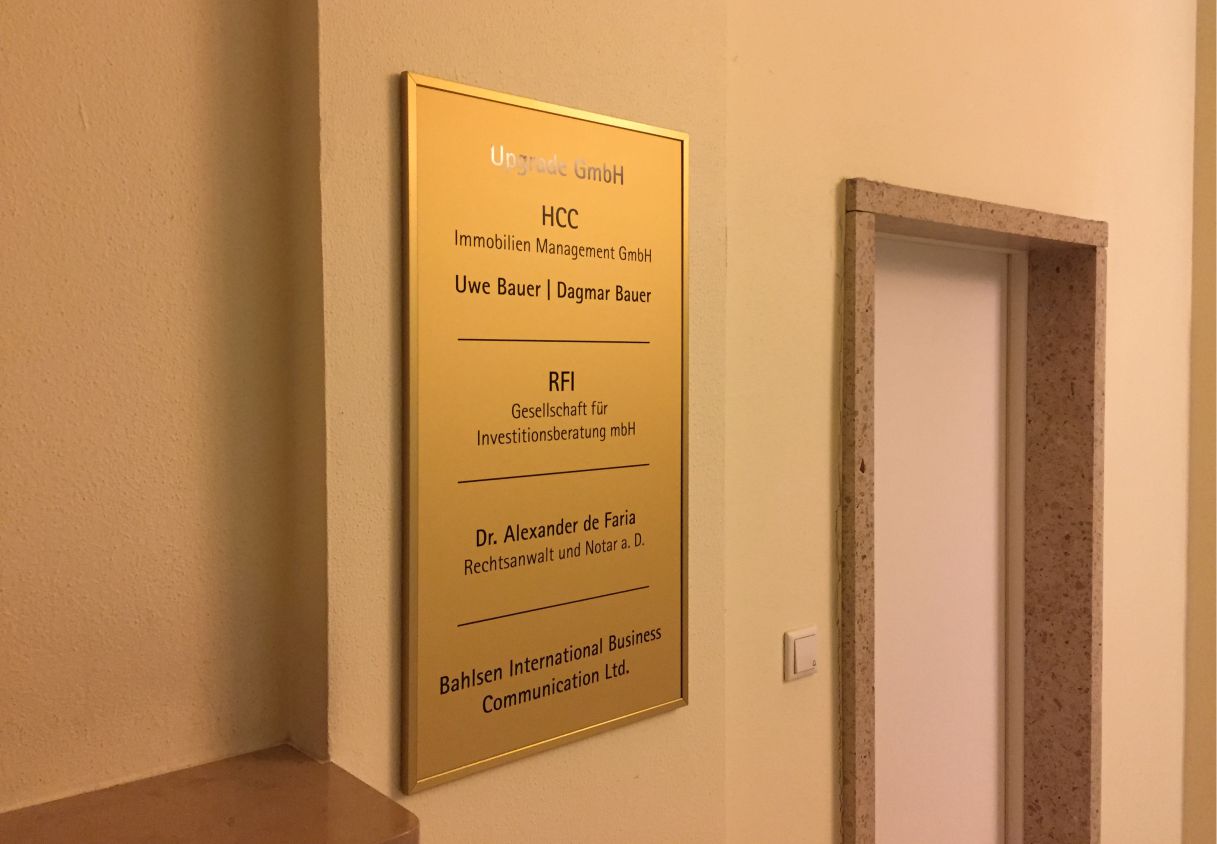 Upgrade GmbH
HCC
Immobilien Management GmbH
Uwe Bauer | Dagmar Bauer
RFI
Gesellschaft für
Investitionsberatung mbH
Dr. Alexander de Faria
Rechtsanwalt und Notar a. D.
Bahlsen International Business
Communication Ltd.